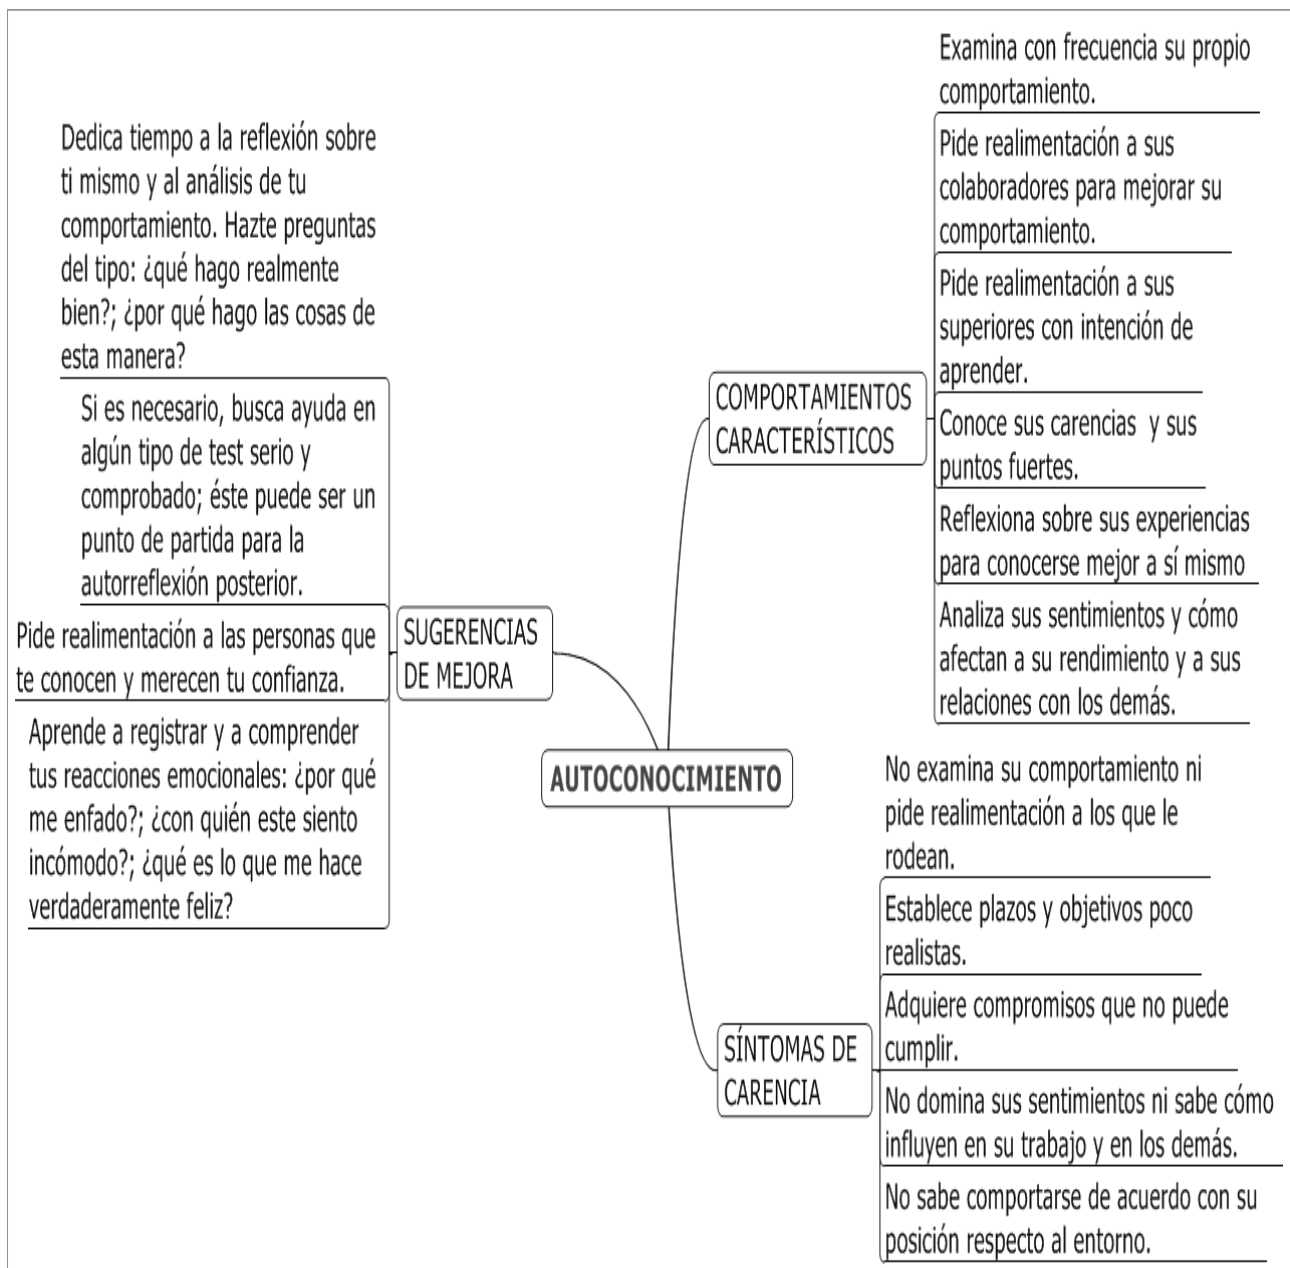 Dedica tiempo a la reflexión sobre
ti mismo y al análisis de tu
comportamiento. Hazte preguntas
del tipo: ¿qué hago realmente
bien?; ¿por qué hago las cosas de
esta manera?
Si es necesario, busca ayuda en
algún tipo de test serio y
comprobado; éste puede ser un
punto de partida para la
autorreflexión posterior.
Pide realimentación a las personas que
te conocen y merecen tu confianza.
Aprende a registrar y a comprender
tus reacciones emocionales: ¿por qué
me enfado?; ¿con quién este siento
incómodo?; ¿qué es lo que me hace
verdaderamente feliz?
SUGERENCIAS
DE MEJORA
AUTOCONOCIMIENTO
COMPORTAMIENTOS
CARACTERÍSTICOS
Examina con frecuencia su propio
comportamiento.
Pide realimentación a sus
colaboradores para mejorar su
comportamiento.
Pide realimentación a sus
superiores con intención de
aprender.
Conoce sus carencias  y sus
puntos fuertes.
Reflexiona sobre sus experiencias
para conocerse mejor a sí mismo
Analiza sus sentimientos y cómo
afectan a su rendimiento y a sus
relaciones con los demás.
SÍNTOMAS DE
CARENCIA
No examina su comportamiento ni
pide realimentación a los que le
rodean.
Establece plazos y objetivos poco
realistas.
Adquiere compromisos que no puede
cumplir.
No domina sus sentimientos ni sabe cómo
influyen en su trabajo y en los demás.
No sabe comportarse de acuerdo con su
posición respecto al entorno.